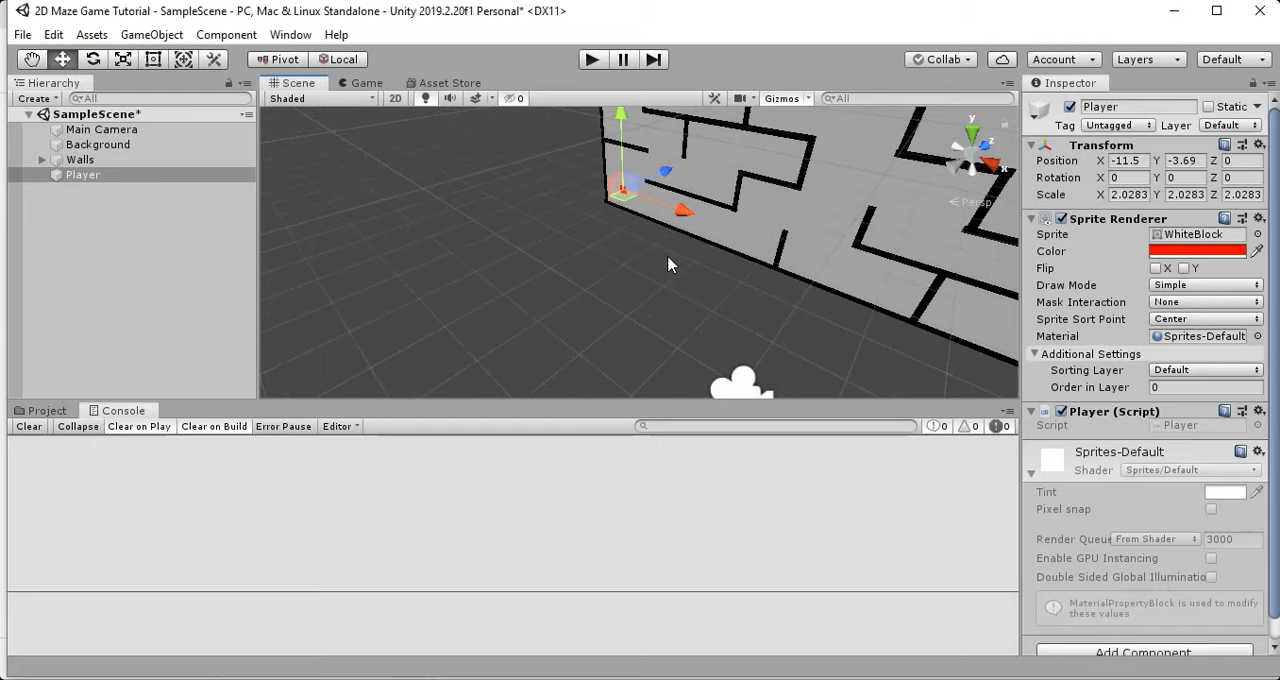 2D Maze Game Tutorial - SampleScene - PC, Mac & Linux Standalone - Unity 2019.2.20f1 Personal* <DX11>
File Edit Assets GameObject Component Window Help
Pivot Local Collab Account Layers Default
Hierarchy Scene Game Asset Store Inspector
Create All Shaded 2D 0 Gizmos All Player Static
SampleScene* Tag Untagged Layer Default
Main Camera
Background
Walls
Player
y
z
x
Persp
Transform
Position X -11.5 Y -3.69 Z 0
Rotation X 0 Y 0 Z 0
Scale X 2.0283 Y 2.0283 Z 2.0283
Sprite Renderer
Sprite WhiteBlock
Color
Flip X Y
Draw Mode Simple
Mask Interaction None
Sprite Sort Point Center
Material Sprites-Default
Additional Settings
Sorting Layer Default
Order in Layer 0
Project Console
Clear Collapse Clear on Play Clear on Build Error Pause Editor 0 0 0
Player (Script)
Script Player
Sprites-Default
Shader Sprites/Default
Tint
Pixel snap
Render Queue From Shader 3000
Enable GPU Instancing
Double Sided Global Illuminatio
MaterialPropertyBlock is used to modify
these values
Add Component